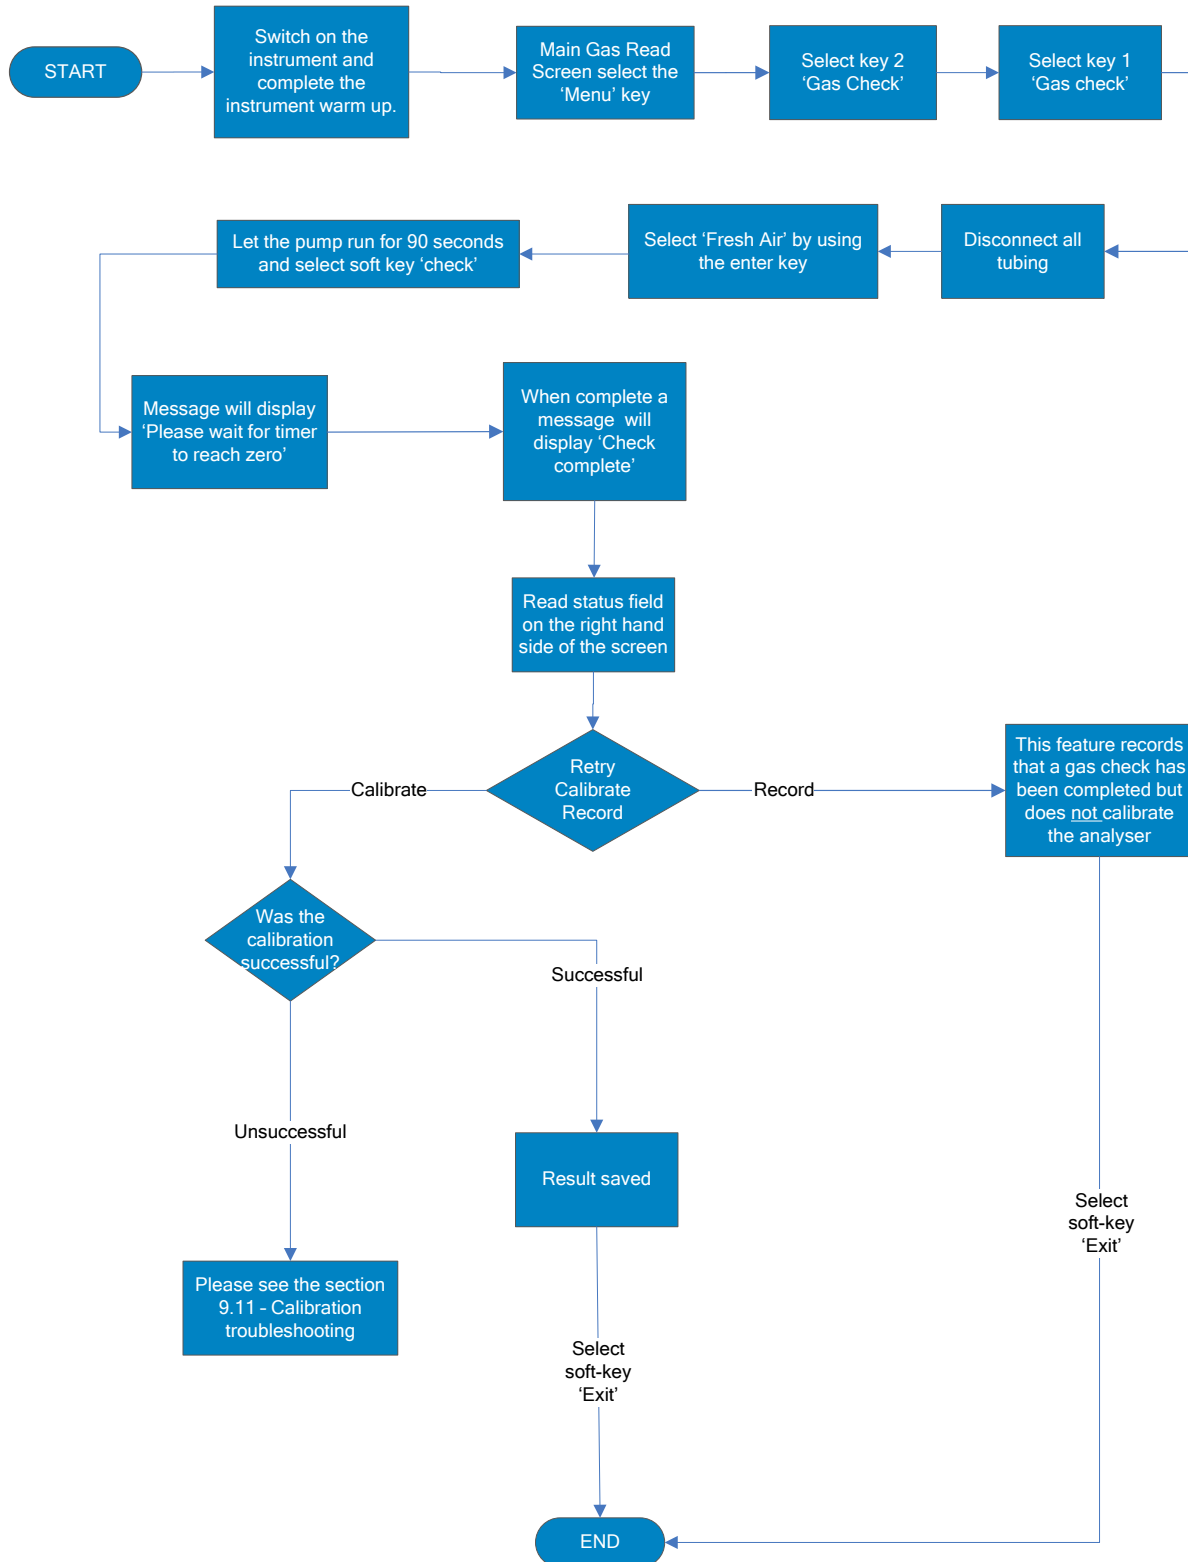 START
Switch on the
instrument and
complete the
instrument warm up.
Main Gas Read
Screen select the
‘Menu’ key
Select key 2
‘Gas Check’
Select key 1
‘Gas check’
Disconnect all
tubing
Select ‘Fresh Air’ by using
the enter key
Let the pump run for 90 seconds
and select soft key ‘check’
Message will display
‘Please wait for timer
to reach zero’
When complete a
message will
display ‘Check
complete’
Read status field
on the right hand
side of the screen
Retry
Calibrate
Record
Calibrate
Record
This feature records
that a gas check has
been completed but
does not calibrate
the analyser
Was the
calibration
successful?
Successful
Unsuccessful
Result saved
Please see the section
9.11 - Calibration
troubleshooting
Select
soft-key
‘Exit’
Select
soft-key
‘Exit’
END